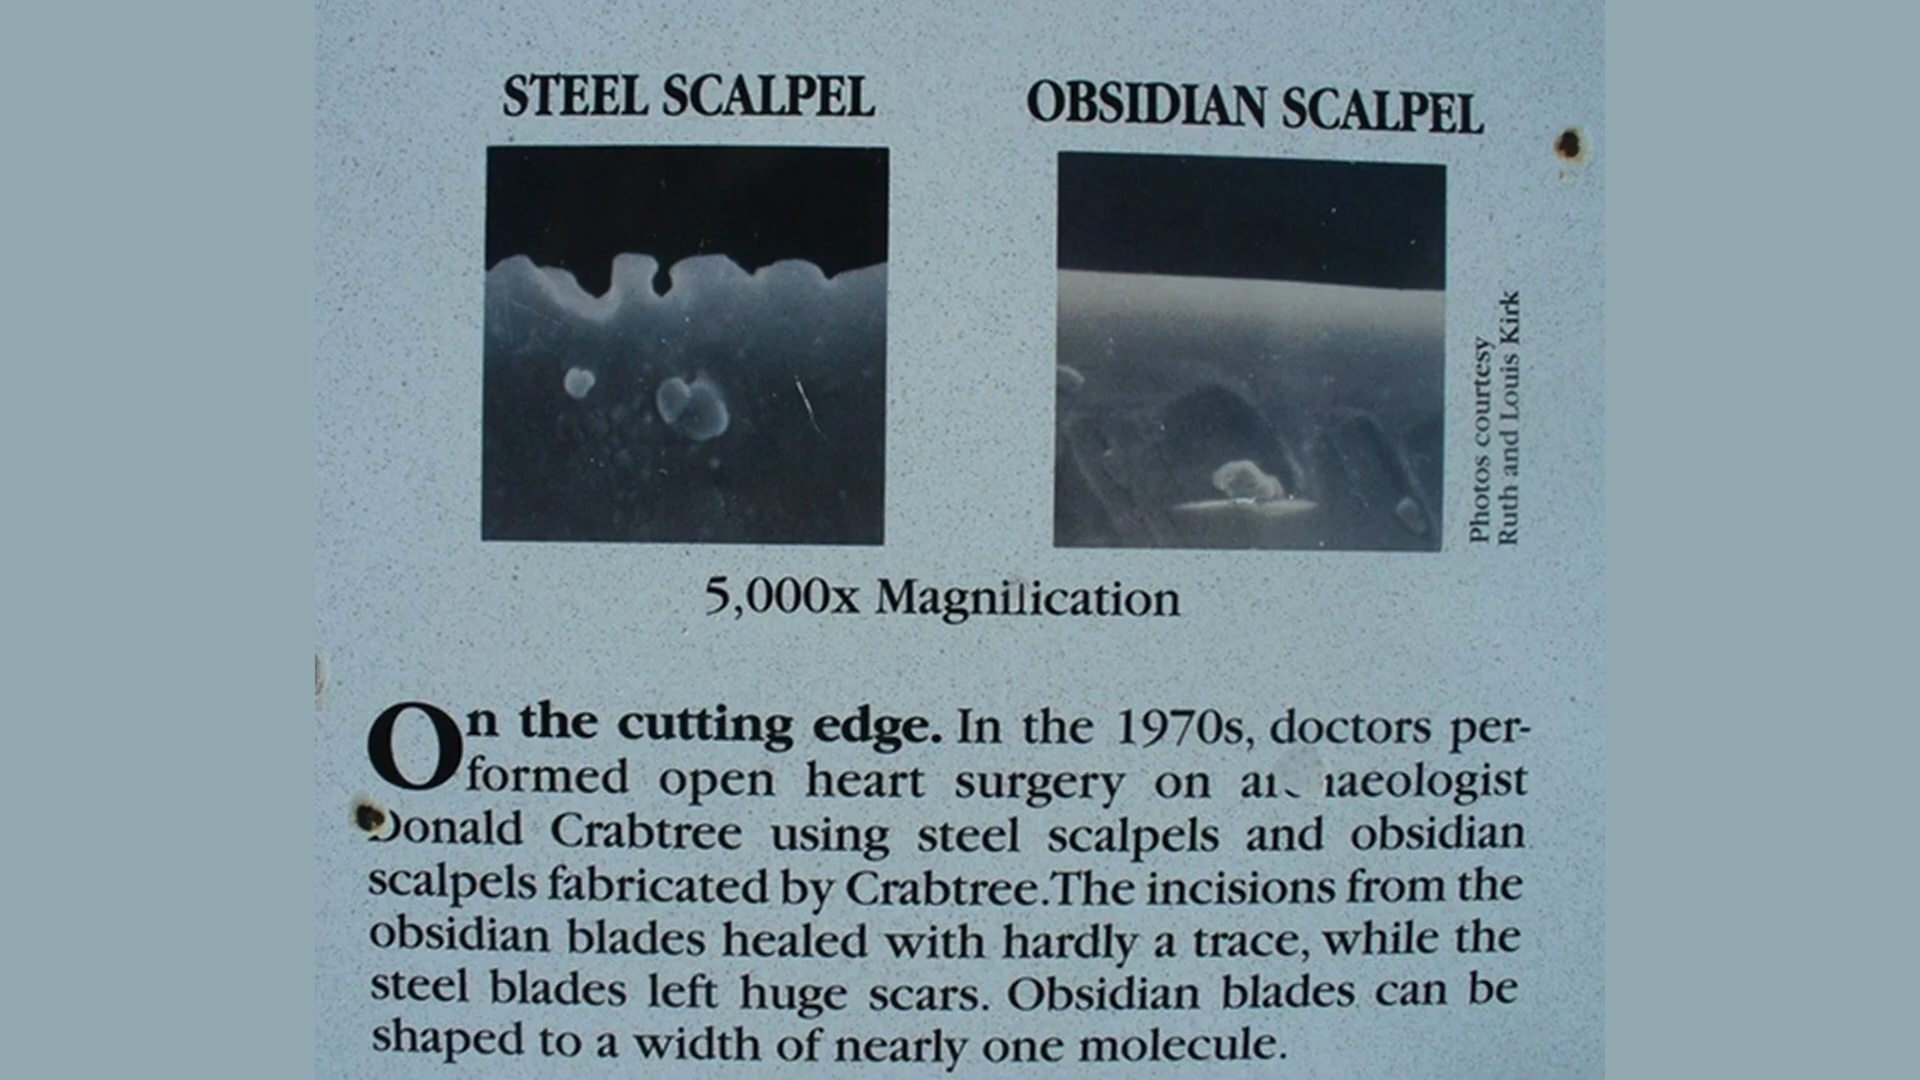 STEEL SCALPEL
OBSIDIAN SCALPEL
Photos courtesy
Ruth and Louis Kirk
5,000x Magnification
On the cutting edge. In the 1970s, doctors per-
formed open heart surgery on
Donald Crabtree using steel scalpels and obsidian
scalpels fabricated by Crabtree.The incisions from the
obsidian blades healed with hardly a trace, while the
steel blades left huge scars. Obsidian blades can be
shaped to a width of nearly one molecule.